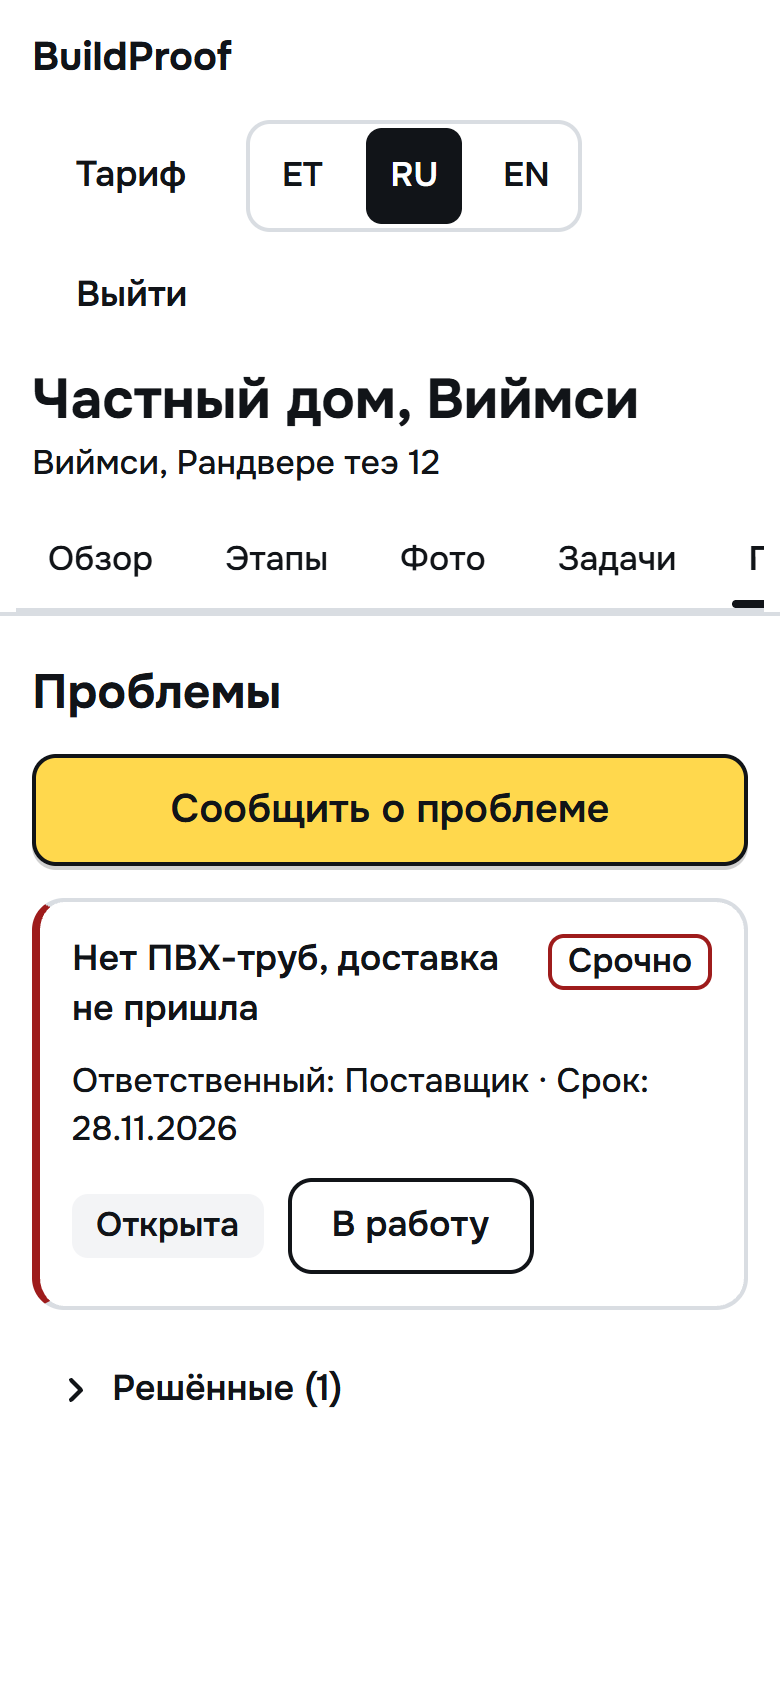 BuildProof
Тариф ET RU EN
Выйти
Частный дом, Виймси
Виймси, Рандвере теэ 12
Обзор Этапы Фото Задачи
Проблемы
Сообщить о проблеме
Нет ПВХ-труб, доставка Срочно
не пришла
Ответственный: Поставщик · Срок:
28.11.2026
Открыта В работу
Решённые (1)